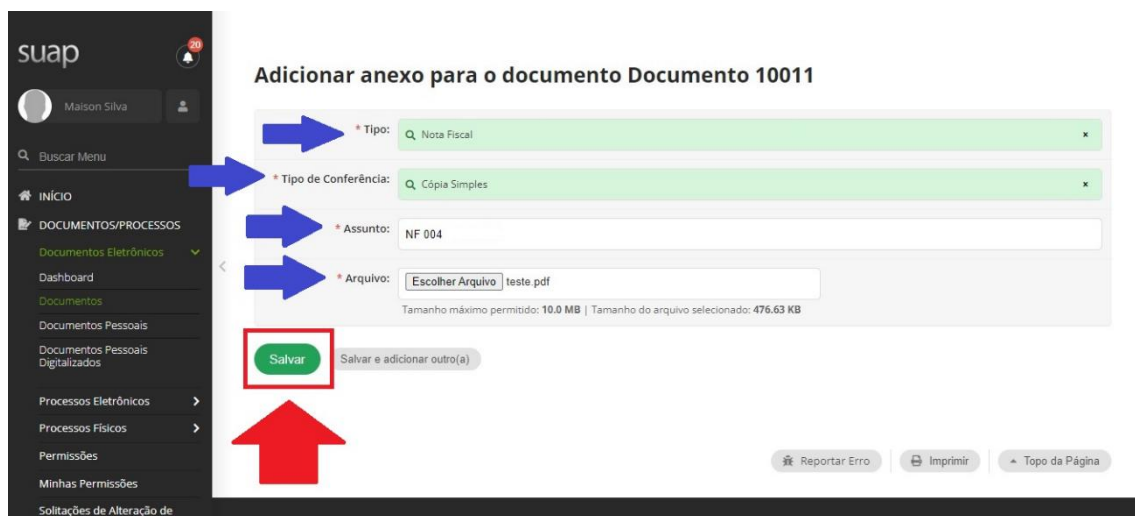 suap
20
Maison Silva
Buscar Menu
INÍCIO
DOCUMENTOS/PROCESSOS
Documentos Eletrônicos
Dashboard
Documentos
Documentos Pessoais
Documentos Pessoais
Digitalizados
Processos Eletrônicos
Processos Físicos
Permissões
Minhas Permissões
Solitações de Alteração de
Adicionar anexo para o documento Documento 10011
* Tipo: Nota Fiscal ×
* Tipo de Conferência: Cópia Simples ×
* Assunto: NF 004
* Arquivo: Escolher Arquivo teste.pdf
Tamanho máximo permitido: 10.0 MB | Tamanho do arquivo selecionado: 476.63 KB
Salvar Salvar e adicionar outro(a)
Reportar Erro Imprimir Topo da Página